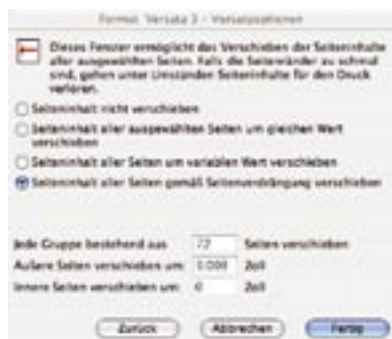 Format: Versatz 3 - Versatzoptionen
Dieses Fenster ermöglicht das Verschieben der Seiteninhalte
aller ausgewählten Seiten. Falls die Seitenränder zu schmal
sind, gehen unter Umständen Seiteninhalte für den Druck
verloren.
Seiteninhalt nicht verschieben
Seiteninhalt aller ausgewählten Seiten um gleichen Wert
verschieben
Seiteninhalt aller Seiten um variablen Wert verschieben
Seiteninhalt aller Seiten gemäß Seitenverdrängung verschieben
Jede Gruppe bestehend aus 72 Seiten verschieben
Äußere Seiten verschieben um: 0.008 Zoll
Innere Seiten verschieben um: 0 Zoll
Zurück Abbrechen Fertig